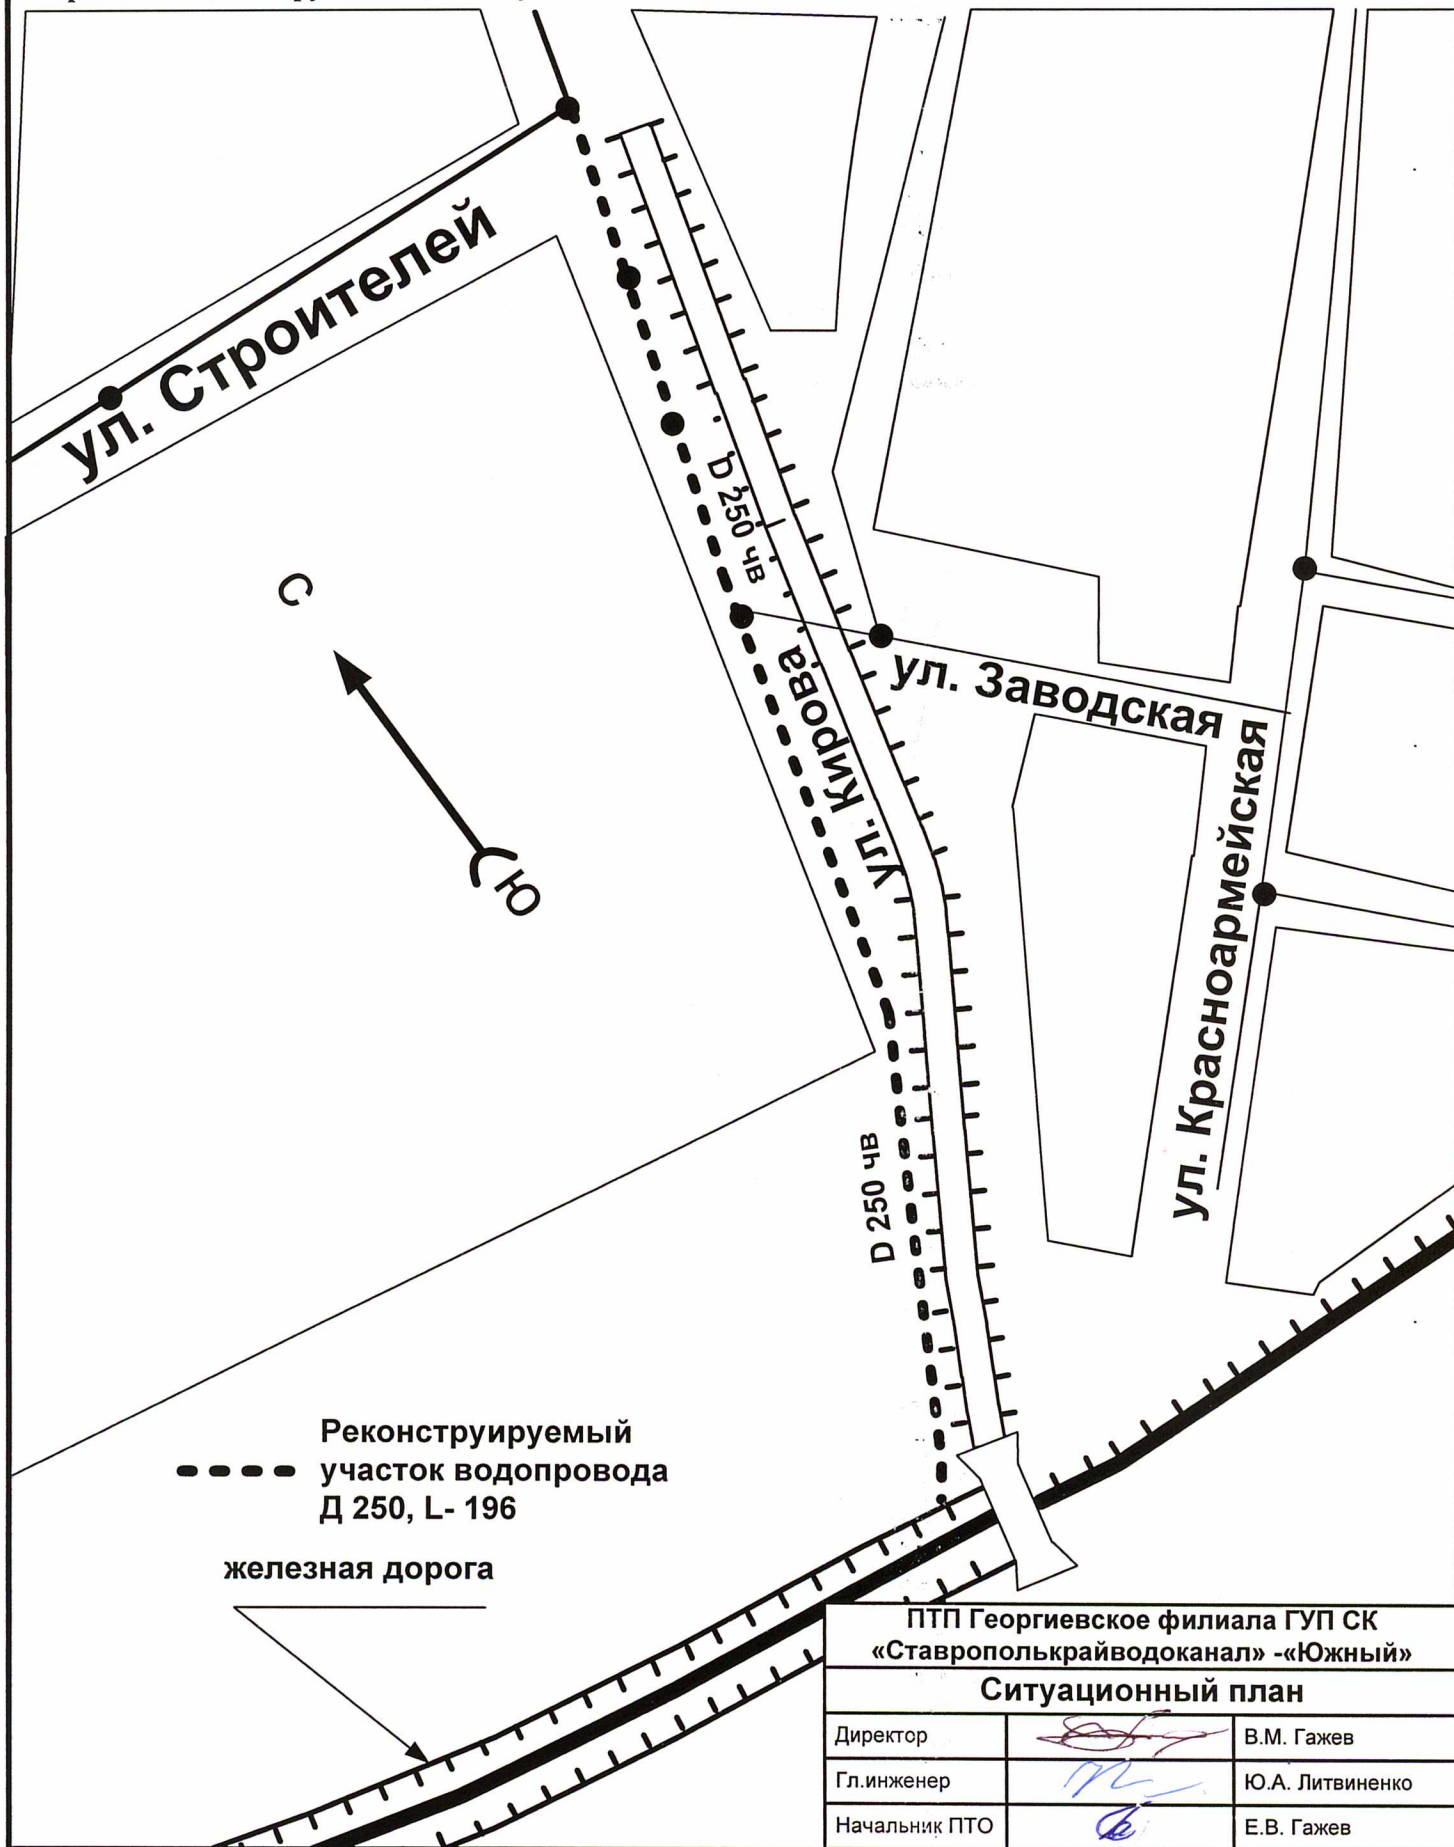 ул. Строителей
D 250 чв
С
Ю
ул. Кирова
ул. Заводская
ул. Красноармейская
D 250 чв
Реконструируемый
участок водопровода
Д 250, L- 196
железная дорога
ПТП Георгиевское филиала ГУП СК
«Ставрополькрайводоканал» -«Южный»
Ситуационный план
Директор В.М. Гажев
Гл.инженер Ю.А. Литвиненко
Начальник ПТО Е.В. Гажев